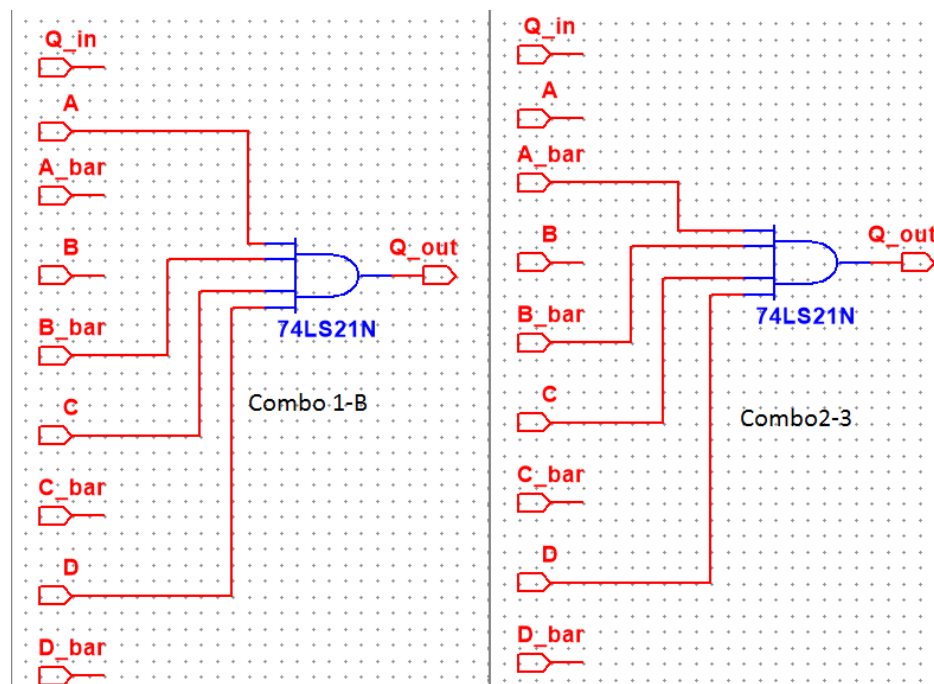 Q_in
A
A_bar
B
B_bar
C
C_bar
D
D_bar
Q_out
74LS21N
Combo 1-B
Q_in
A
A_bar
B
B_bar
C
C_bar
D
D_bar
Q_out
74LS21N
Combo2-3